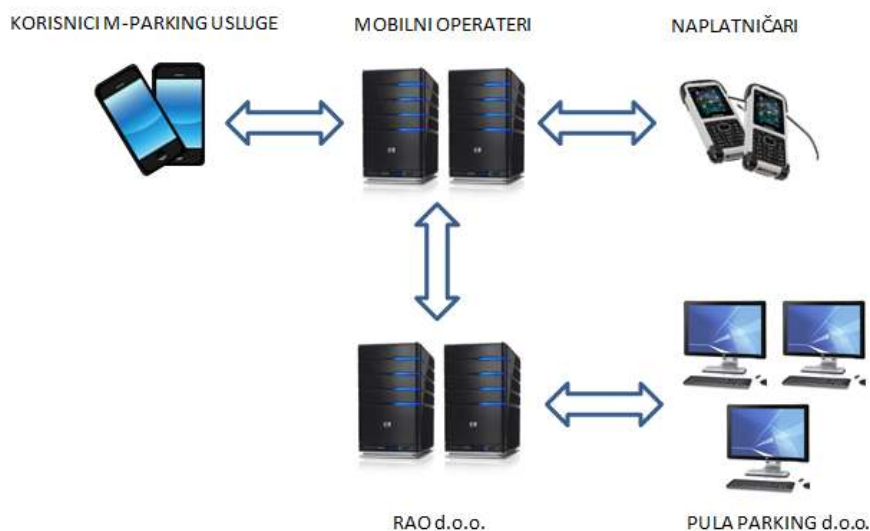 KORISNICI M-PARKING USLUGE
MOBILNI OPERATERI
NAPLATNIČARI
RAO d.o.o.
PULA PARKING d.o.o.